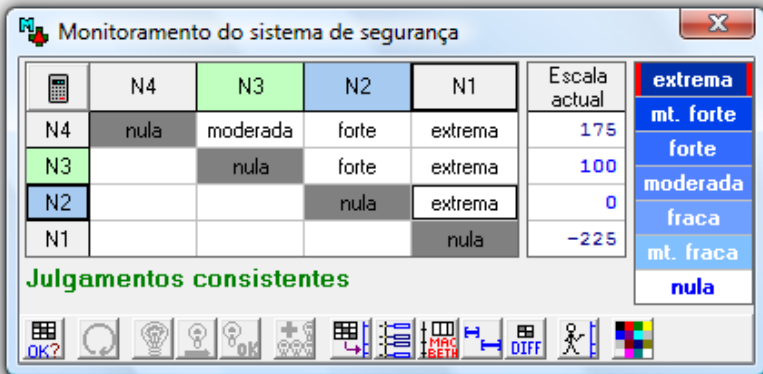 Monitoramento do sistema de segurança
N4 N3 N2 N1 Escala actual
N4 nula moderada forte extrema 175
N3 nula forte extrema 100
N2 nula extrema 0
N1 nula -225
extrema
mt. forte
forte
moderada
fraca
mt. fraca
nula
Julgamentos consistentes
OK? OK MAC BETH DIFF